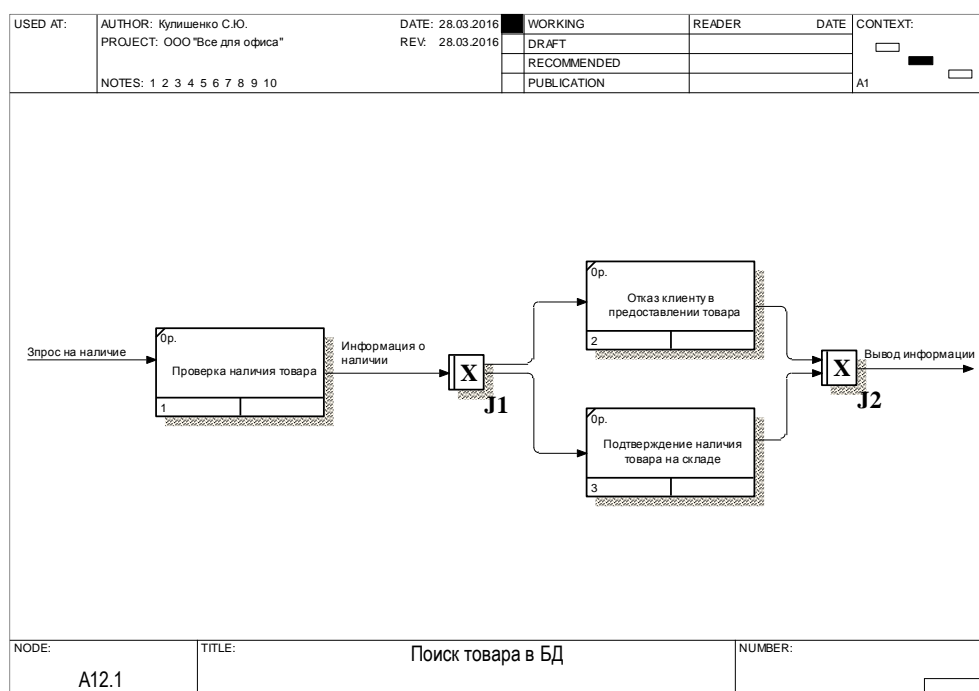 USED AT:
AUTHOR: Кулишенко С.Ю.
DATE: 28.03.2016
PROJECT: ООО "Все для офиса"
REV: 28.03.2016
NOTES: 1 2 3 4 5 6 7 8 9 10
WORKING
DRAFT
RECOMMENDED
PUBLICATION
READER
DATE
CONTEXT:
A1
Зпрос на наличие
0р.
Проверка наличия товара
1
Информация о
наличии
X
J1
0р.
Отказ клиенту в
предоставлении товара
2
0р.
Подтверждение наличия
товара на складе
3
X
J2
Вывод информации
NODE:
A12.1
TITLE:
Поиск товара в БД
NUMBER: